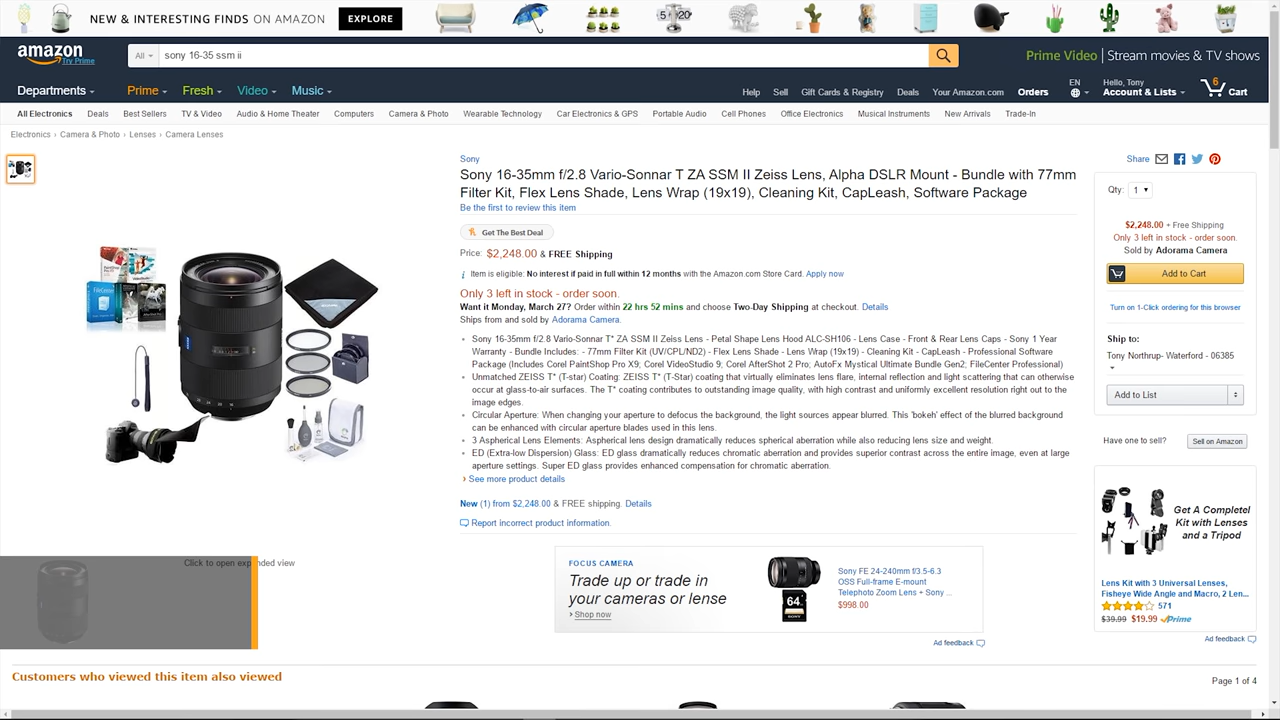 NEW & INTERESTING FINDS ON AMAZON EXPLORE
amazon
Try Prime
All
sony 16-35 ssm ii
Prime Video | Stream movies & TV shows
Departments
Prime
Fresh
Video
Music
Help
Sell
Gift Cards & Registry
Deals
Your Amazon.com
Orders
EN
Hello, Tony
Account & Lists
6
Cart
All Electronics Deals Best Sellers TV & Video Audio & Home Theater Computers Camera & Photo Wearable Technology Car Electronics & GPS Portable Audio Cell Phones Office Electronics Musical Instruments New Arrivals Trade-In
Electronics › Camera & Photo › Lenses › Camera Lenses
Sony
Sony 16-35mm f/2.8 Vario-Sonnar T ZA SSM II Zeiss Lens, Alpha DSLR Mount - Bundle with 77mm
Filter Kit, Flex Lens Shade, Lens Wrap (19x19), Cleaning Kit, CapLeash, Software Package
Be the first to review this item
Get The Best Deal
Price: $2,248.00 & FREE Shipping
Item is eligible: No interest if paid in full within 12 months with the Amazon.com Store Card. Apply now
Only 3 left in stock - order soon.
Want it Monday, March 27? Order within 22 hrs 52 mins and choose Two-Day Shipping at checkout. Details
Ships from and sold by Adorama Camera.
• Sony 16-35mm f/2.8 Vario-Sonnar T* ZA SSM II Zeiss Lens - Petal Shape Lens Hood ALC-SH106 - Lens Case - Front & Rear Lens Caps - Sony 1 Year
Warranty - Bundle Includes: - 77mm Filter Kit (UV/CPL/ND2) - Flex Lens Shade - Lens Wrap (19x19) - Cleaning Kit - CapLeash - Professional Software
Package (Includes Corel PaintShop Pro X9; Corel VideoStudio 9; Corel AfterShot 2 Pro; AutoFx Mystical Ultimate Bundle Gen2; FileCenter Professional)
• Unmatched ZEISS T* (T-star) Coating: ZEISS T* (T-Star) coating that virtually eliminates lens flare, internal reflection and light scattering that can otherwise
occur at glass-to-air surfaces. The T* coating contributes to outstanding image quality, with high contrast and uniformly excellent resolution right out to the
image edges.
• Circular Aperture: When changing your aperture to defocus the background, the light sources appear blurred. This 'bokeh' effect of the blurred background
can be enhanced with circular aperture blades used in this lens.
• 3 Aspherical Lens Elements: Aspherical lens design dramatically reduces spherical aberration while also reducing lens size and weight.
• ED (Extra-low Dispersion) Glass: ED glass dramatically reduces chromatic aberration and provides superior contrast across the entire image, even at large
aperture settings. Super ED glass provides enhanced compensation for chromatic aberration.
› See more product details
New (1) from $2,248.00 & FREE shipping. Details
Report incorrect product information.
Click to open expanded view
FOCUS CAMERA
Trade up or trade in
your cameras or lenses
› Shop now
64
Sony FE 24-240mm f/3.5-6.3
OSS Full-frame E-mount
Telephoto Zoom Lens + Sony ...
$998.00
Ad feedback
Share
Qty: 1
$2,248.00 + Free Shipping
Only 3 left in stock - order soon.
Sold by Adorama Camera
Add to Cart
Turn on 1-Click ordering for this browser
Ship to:
Tony Northrup- Waterford - 06385
Add to List
Have one to sell? Sell on Amazon
Get A Complete!
Kit with Lenses
and a Tripod
Lens Kit with 3 Universal Lenses,
Fisheye Wide Angle and Macro, 2 Len...
571
$39.99 $19.99 Prime
Ad feedback
Customers who viewed this item also viewed
Page 1 of 4